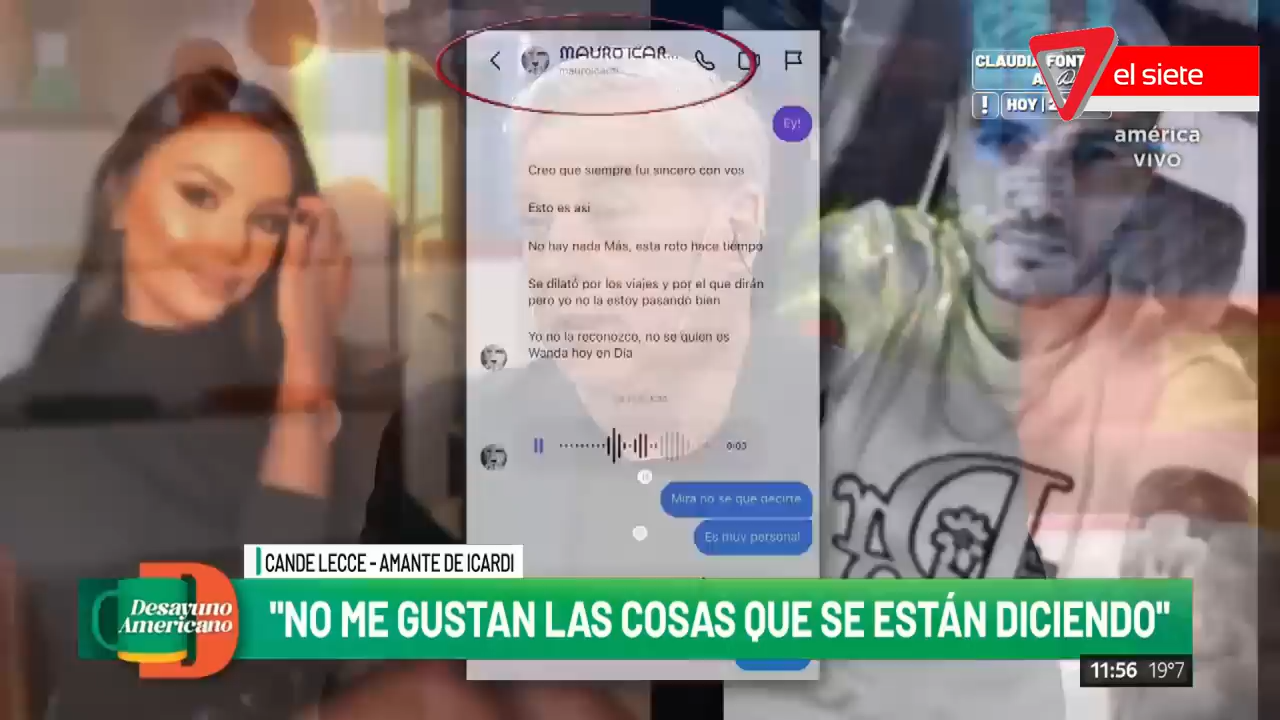 MAURO ICAR...
mauroicardi
Ey!
Creo que siempre fui sincero con vos
Esto es asi
No hay nada Más, esta roto hace tiempo
Se dilató por los viajes y por el que dirán
pero yo no la estoy pasando bien
Yo no la reconozco, no se quien es
Wanda hoy en Dia
0:03
Mira no se que decirte
Es muy personal
CLAUDIA FONT
! HOY
el siete
américa
VIVO
CANDE LECCE - AMANTE DE ICARDI
Desayuno
Americano
"NO ME GUSTAN LAS COSAS QUE SE ESTÁN DICIENDO"
11:56 19°7